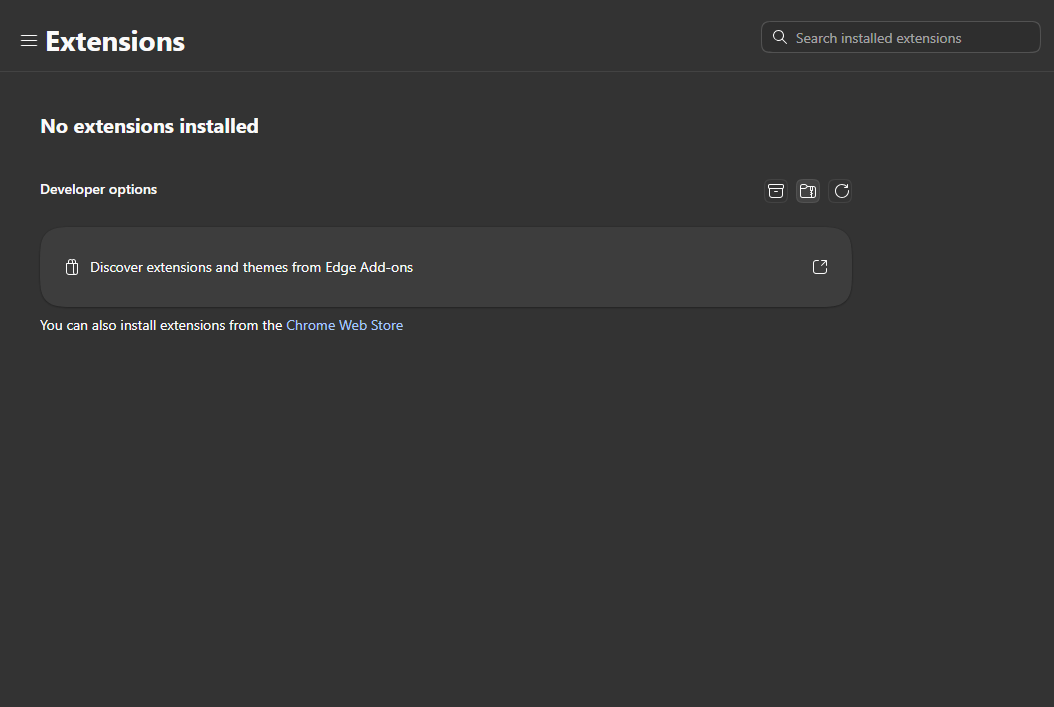 Extensions
Search installed extensions
No extensions installed
Developer options
Discover extensions and themes from Edge Add-ons
You can also install extensions from the Chrome Web Store